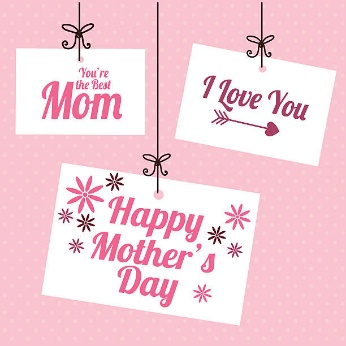 You're
the Best
Mom
I Love You
Happy
Mother's
Day